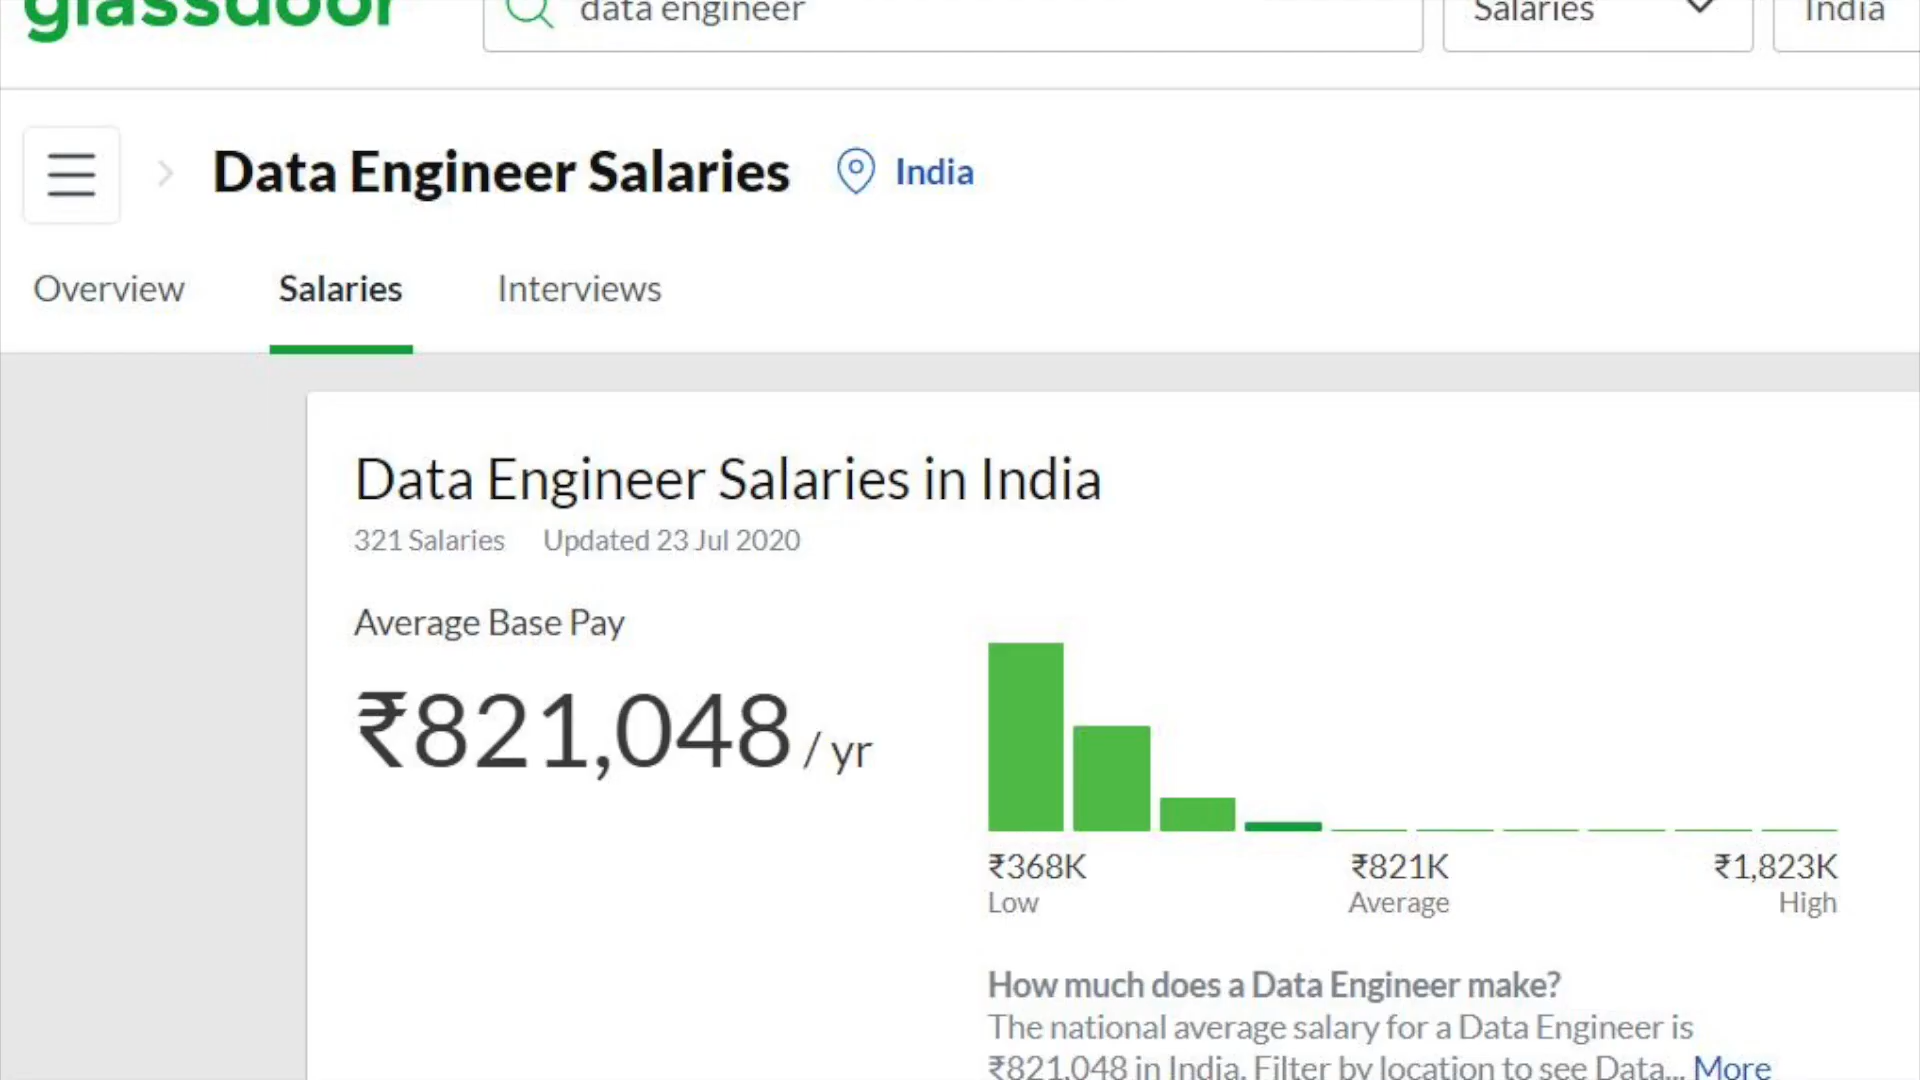 glassdoor
data engineer
Salaries
India
Data Engineer Salaries
India
Overview
Salaries
Interviews
Data Engineer Salaries in India
321 Salaries Updated 23 Jul 2020
Average Base Pay
₹821,048 / yr
₹368K
Low
₹821K
Average
₹1,823K
High
How much does a Data Engineer make?
The national average salary for a Data Engineer is
₹821,048 in India. Filter by location to see Data... More